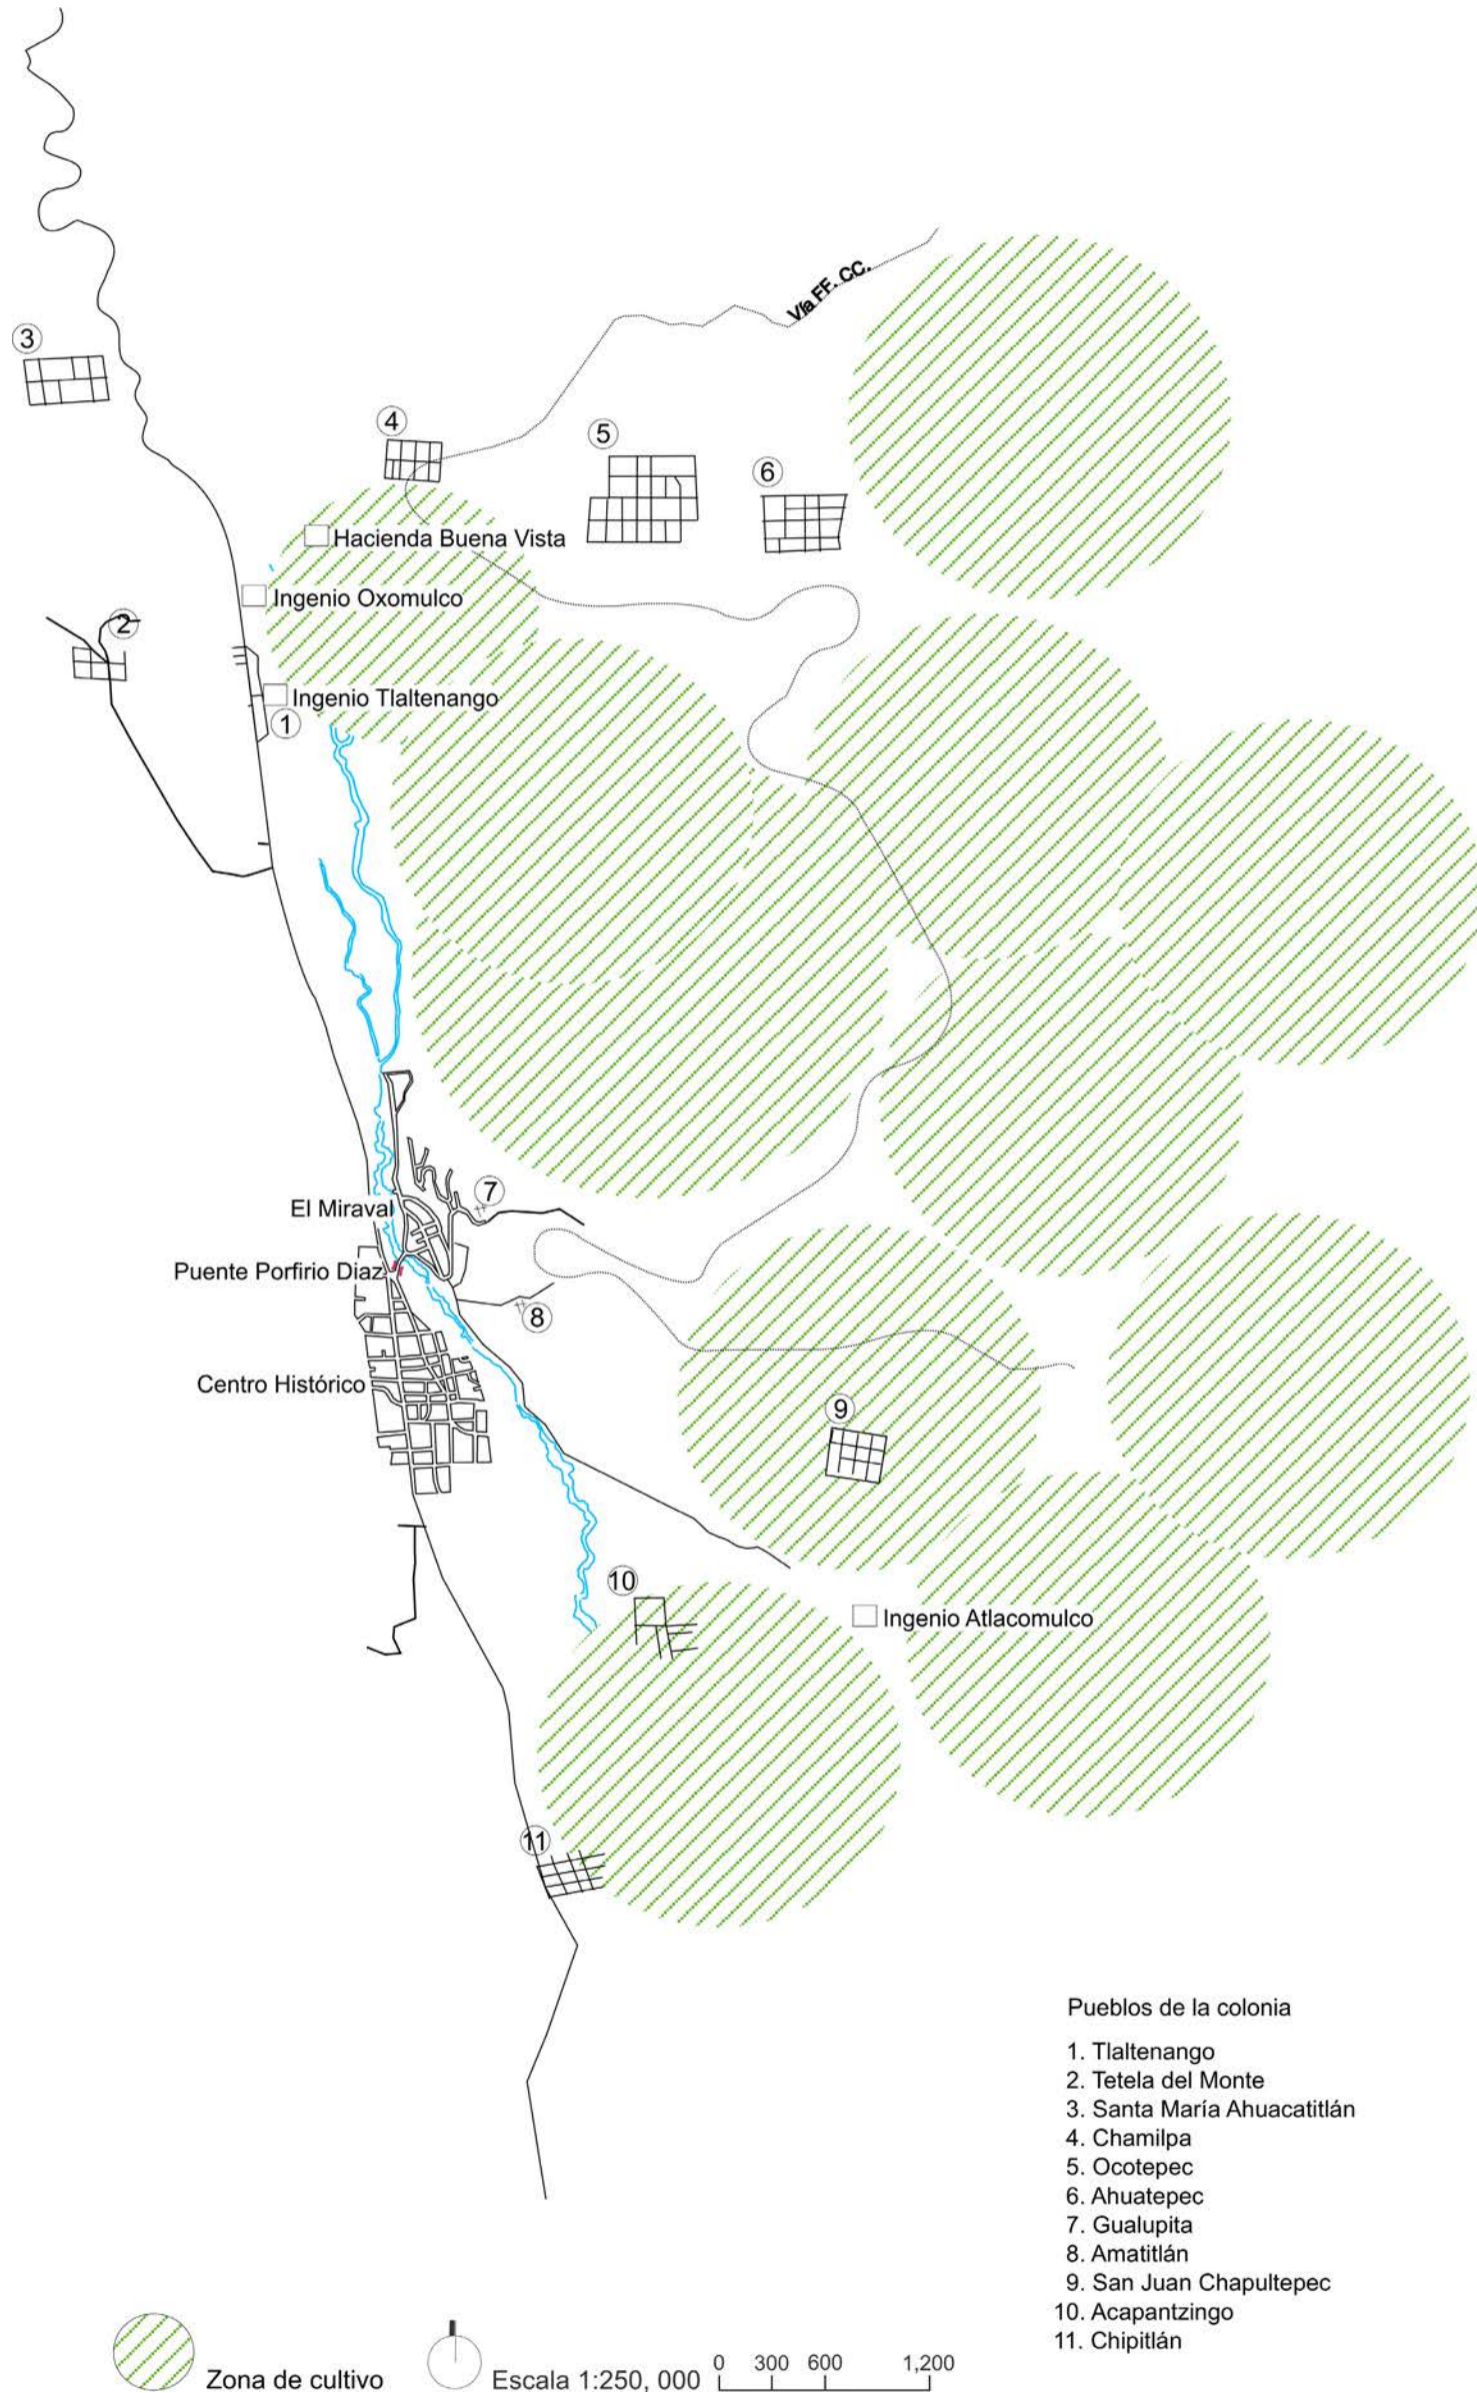 Vía FF. CC.
3
4
5
6
Hacienda Buena Vista
Ingenio Oxomulco
2
Ingenio Tlaltenango
1
7
El Miraval
Puente Porfirio Diaz
8
Centro Histórico
9
10
Ingenio Atlacomulco
11
Pueblos de la colonia
1. Tlaltenango
2. Tetela del Monte
3. Santa María Ahuacatitlán
4. Chamilpa
5. Ocotepec
6. Ahuatepec
7. Gualupita
8. Amatitlán
9. San Juan Chapultepec
10. Acapantzingo
11. Chipitlán
Zona de cultivo
Escala 1:250, 000
0 300 600 1,200